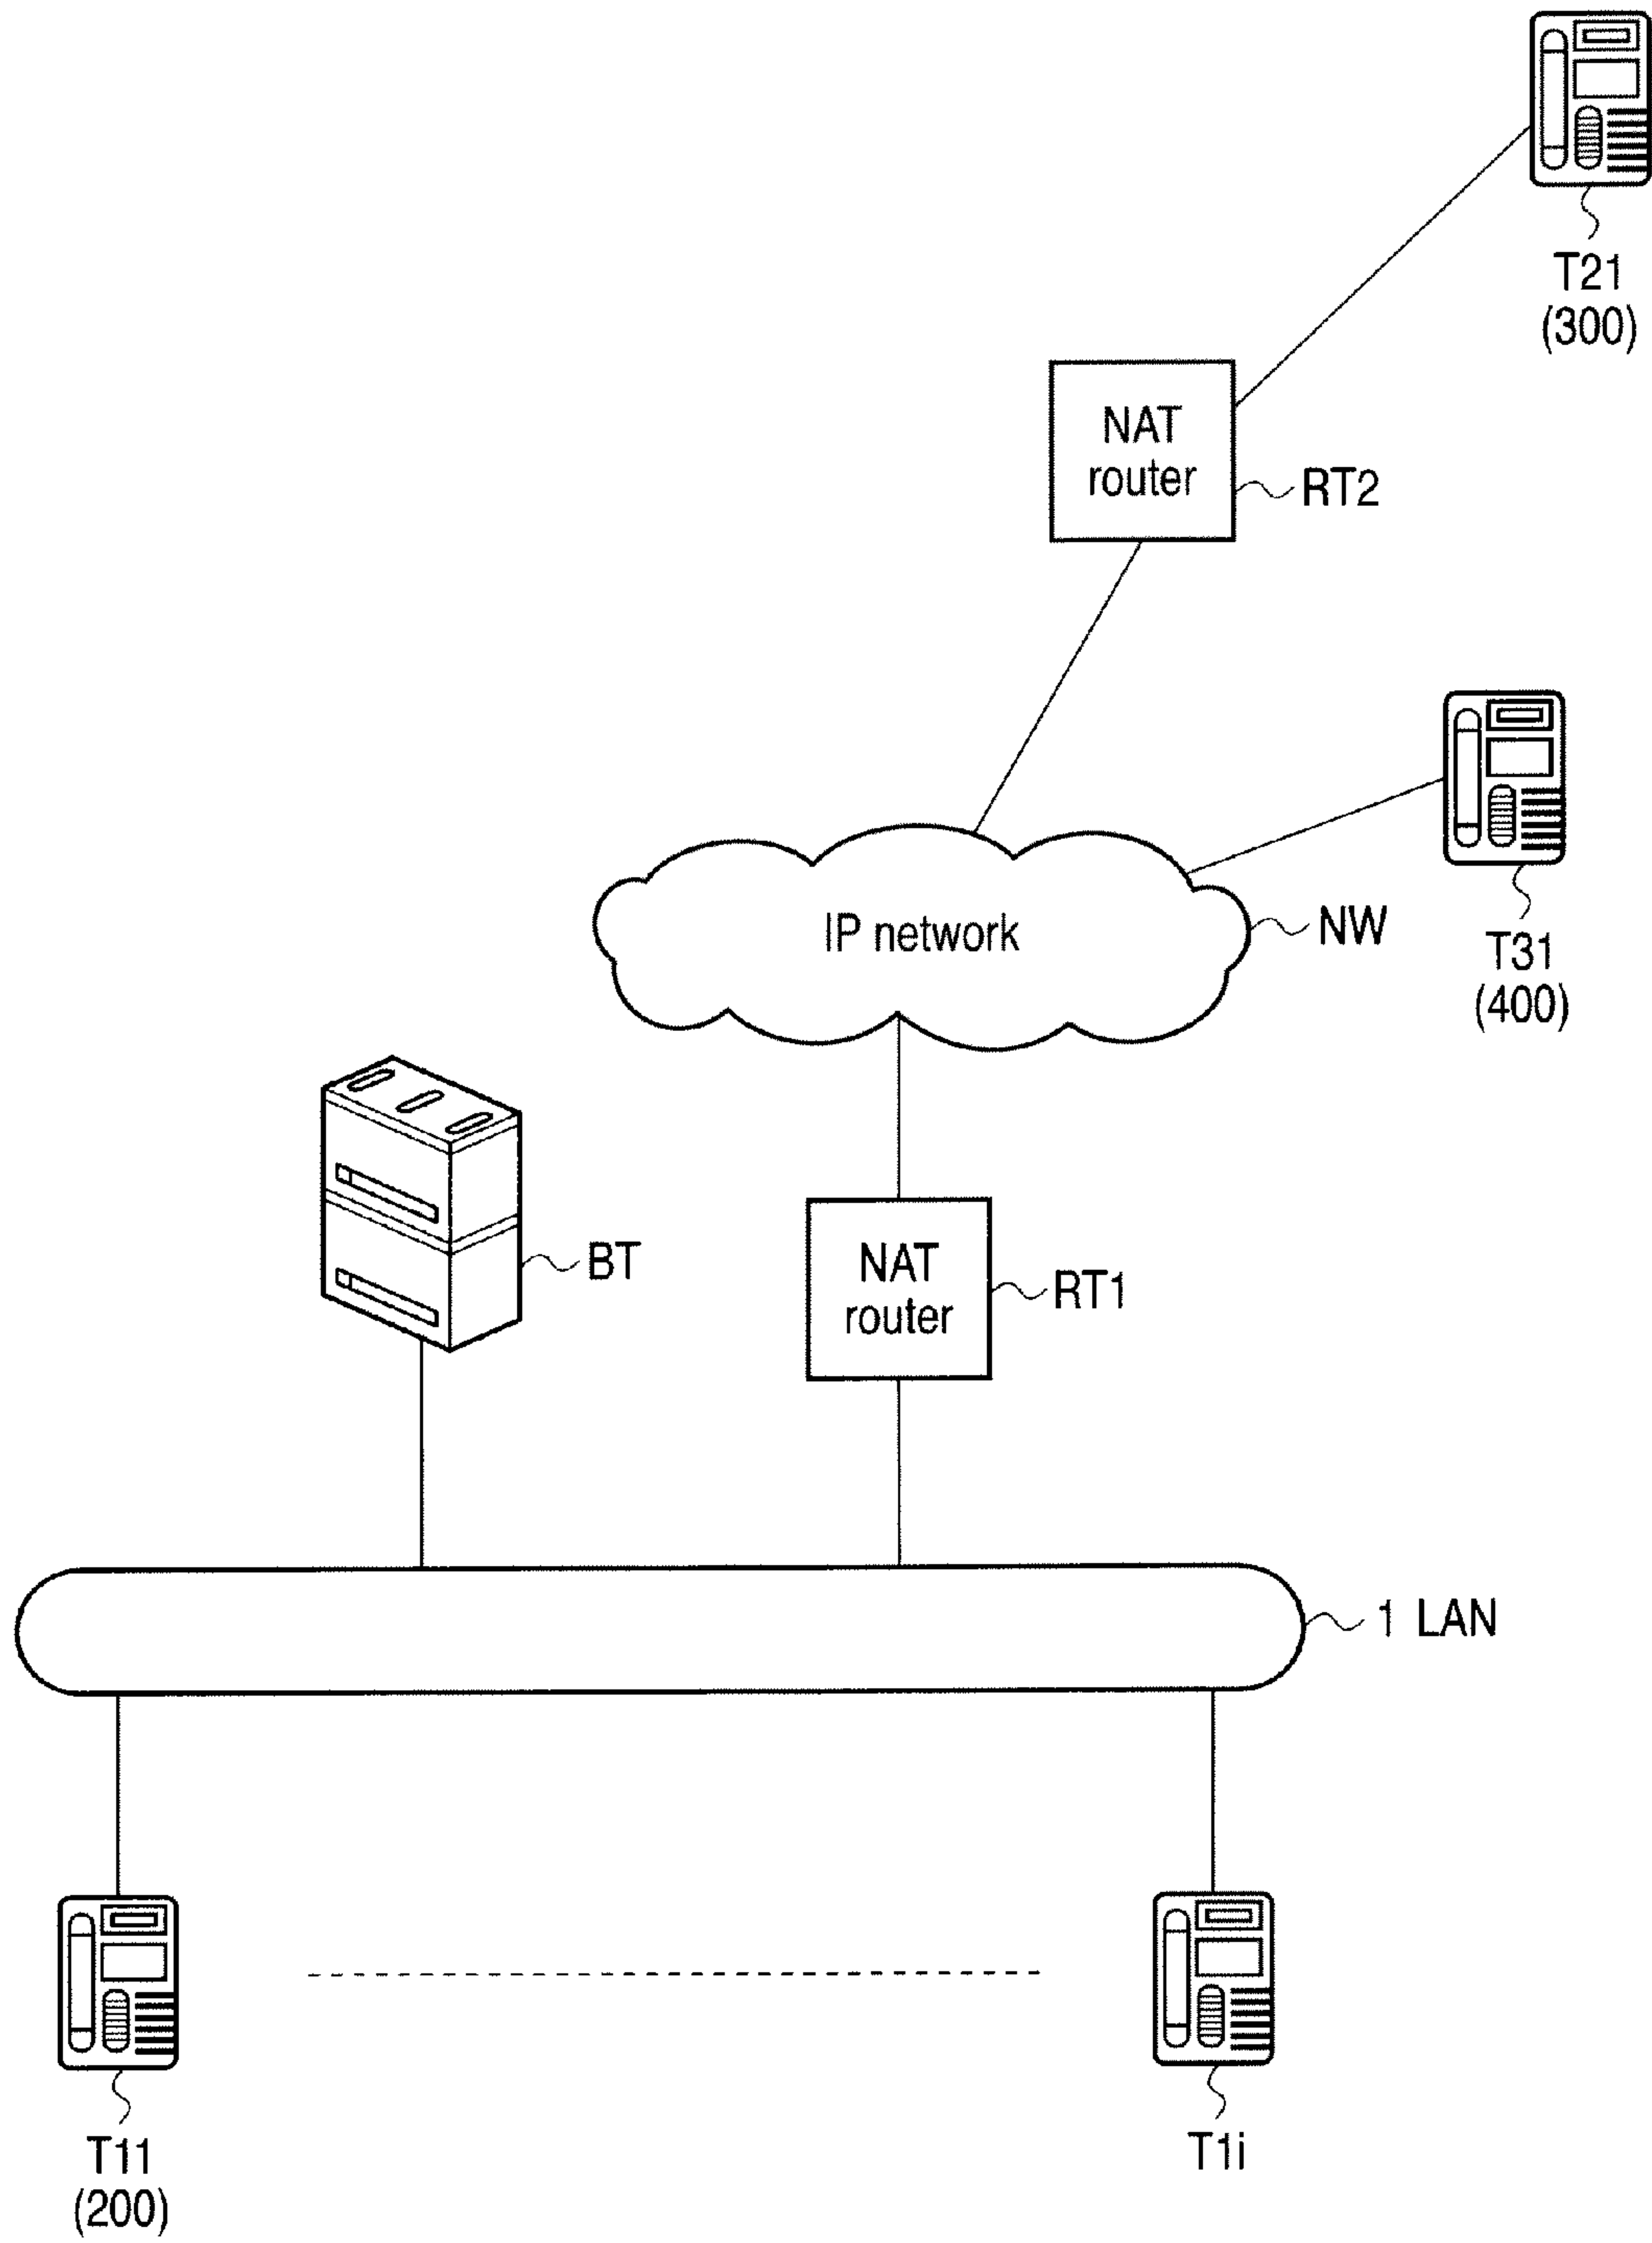 T21
(300)
NAT
router
RT2
IP network
NW
T31
(400)
BT
NAT
router
RT1
1 LAN
T11
(200)
T1i